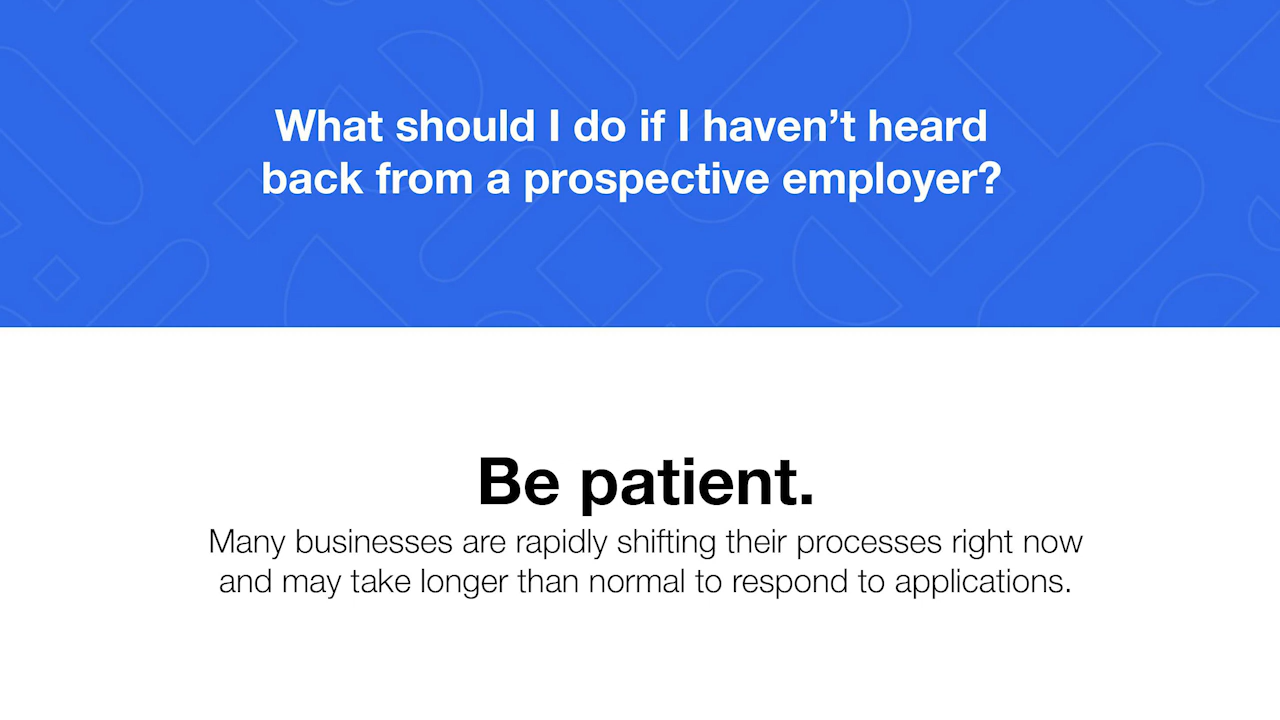 What should I do if I haven’t heard
back from a prospective employer?
Be patient.
Many businesses are rapidly shifting their processes right now
and may take longer than normal to respond to applications.